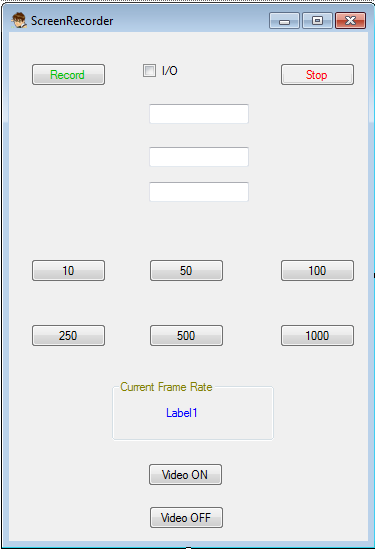 ScreenRecorder
Record I/O Stop
10 50 100
250 500 1000
Current Frame Rate
Label1
Video ON
Video OFF